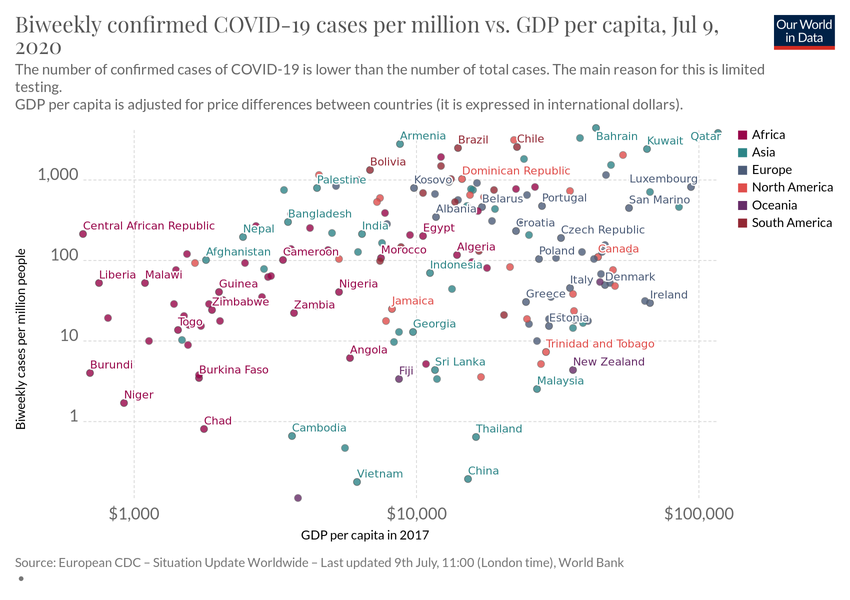 Biweekly confirmed COVID-19 cases per million vs. GDP per capita, Jul 9,
2020
Our World
in Data
The number of confirmed cases of COVID-19 is lower than the number of total cases. The main reason for this is limited
testing.
GDP per capita is adjusted for price differences between countries (it is expressed in international dollars).
Africa
Asia
Europe
North America
Oceania
South America
Biweekly cases per million people
1,000
100
10
1
Armenia
Brazil
Chile
Bahrain
Kuwait
Qatar
Bolivia
Palestine
Kosovo
Dominican Republic
Luxembourg
Bangladesh
Albania
Belarus
Portugal
San Marino
Central African Republic
Nepal
India
Egypt
Croatia
Czech Republic
Afghanistan
Cameroon
Morocco
Algeria
Poland
Canada
Liberia
Malawi
Guinea
Nigeria
Indonesia
Italy
Denmark
Zimbabwe
Zambia
Jamaica
Greece
Ireland
Togo
Georgia
Estonia
Angola
Trinidad and Tobago
Burundi
Burkina Faso
Fiji
Sri Lanka
New Zealand
Niger
Malaysia
Chad
Cambodia
Thailand
Vietnam
China
$1,000
$10,000
$100,000
GDP per capita in 2017
Source: European CDC – Situation Update Worldwide – Last updated 9th July, 11:00 (London time), World Bank